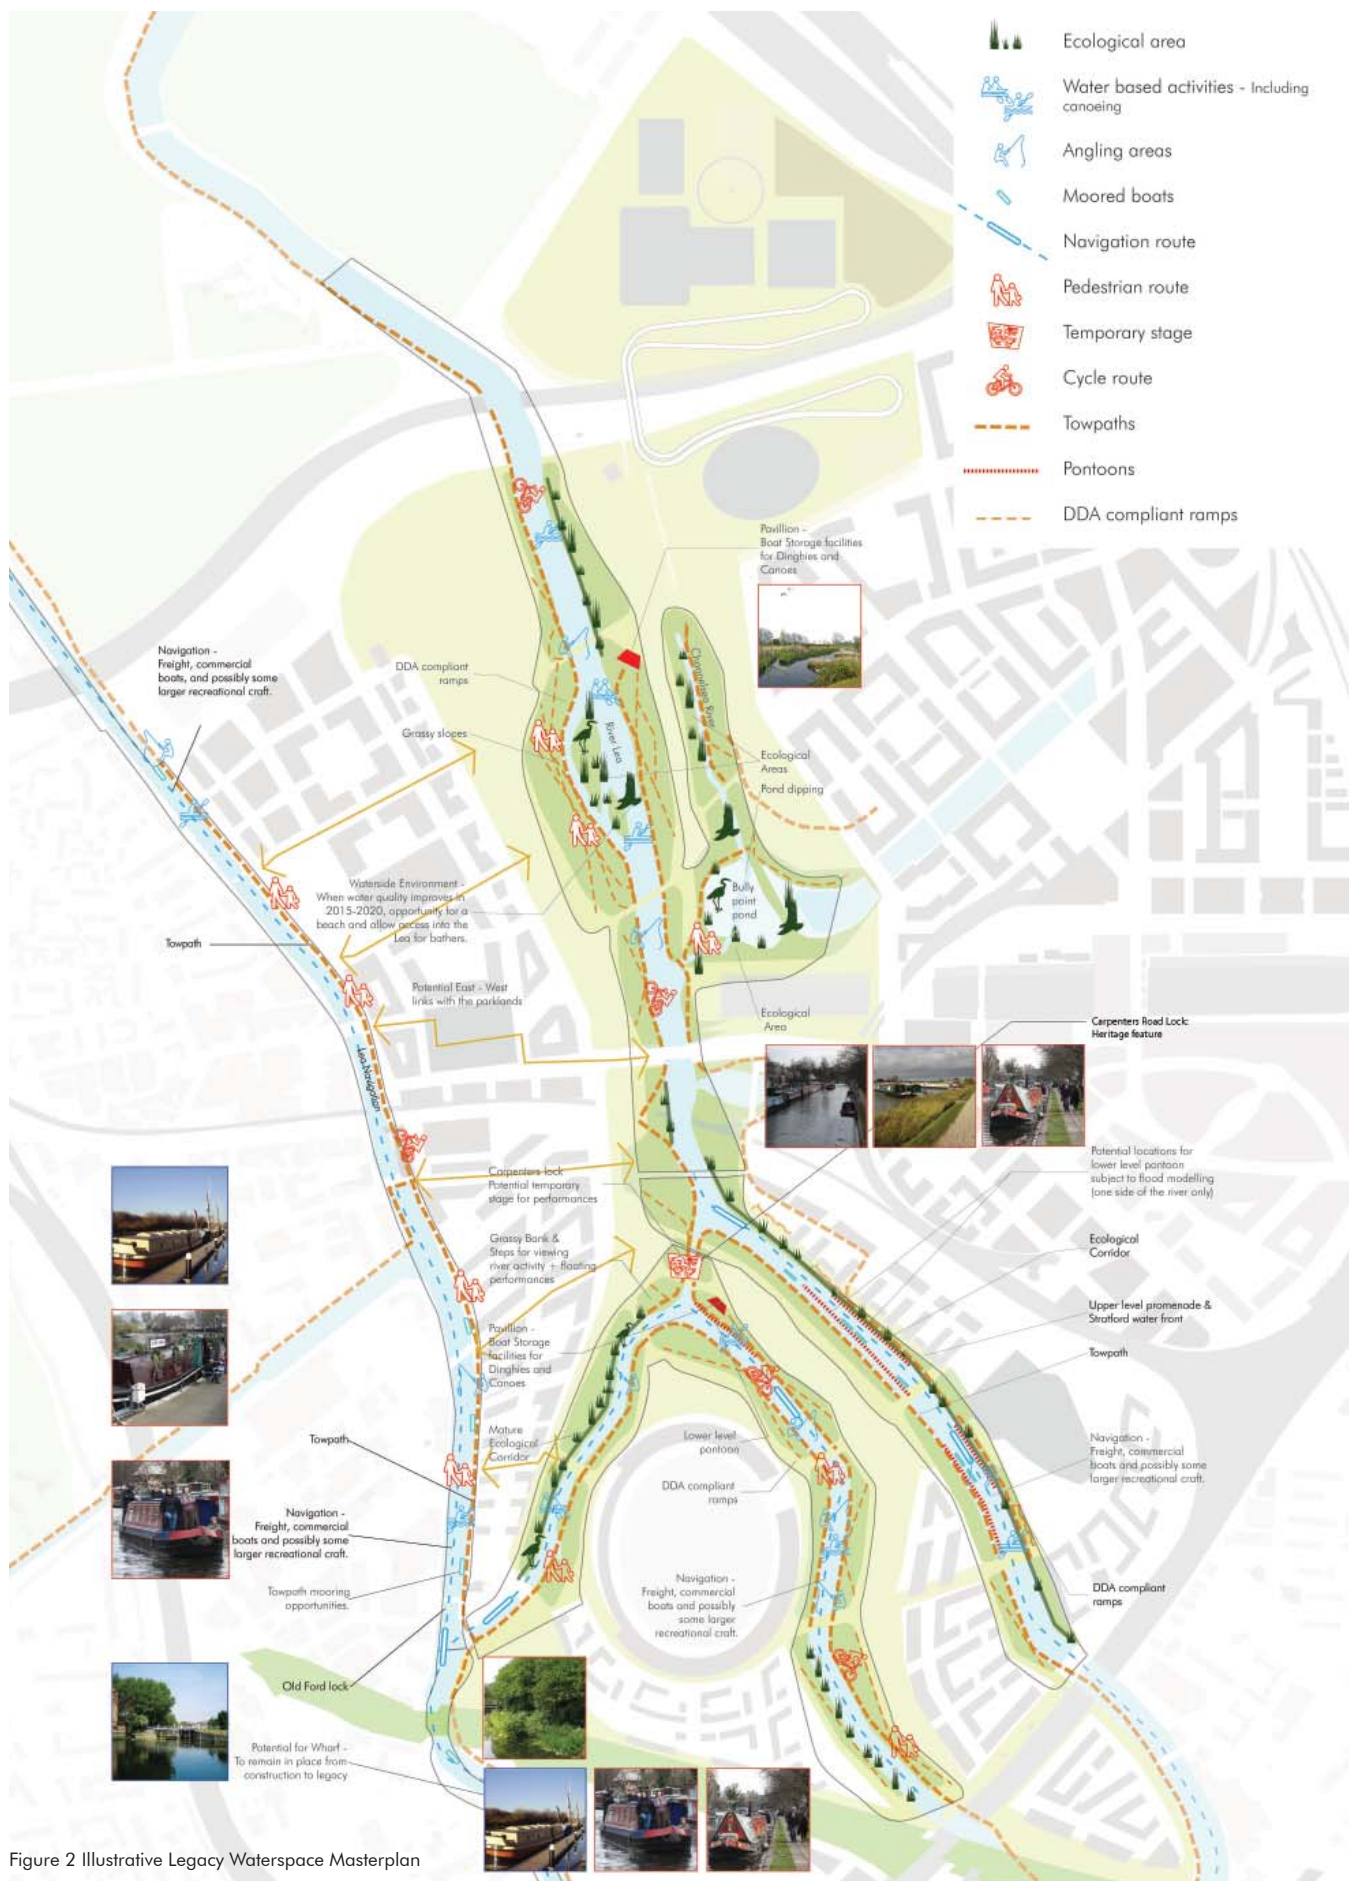 Ecological area
Water based activities - Including
canoeing
Angling areas
Moored boats
Navigation route
Pedestrian route
Temporary stage
Cycle route
Towpaths
Pontoons
DDA compliant ramps
Pavillion -
Boat Storage facilities
for Dinghies and
Canoes
Navigation -
Freight, commercial
boats, and possibly some
larger recreational craft.
DDA compliant
ramps
Channelsea River
Grassy slopes
River Lea
Ecological
Areas
Pond dipping
Waterside Environment -
When water quality improves in
2015-2020, opportunity for a
beach and allow access into the
Lea for bathers.
Bully
point
pond
Towpath
Potential East - West
links with the parklands
Ecological
Area
Carpenters Road Lock:
Heritage feature
Lea Navigation
Carpenters lock
Potential temporary
stage for performances
Potential locations for
lower level pontoon
subject to flood modelling
(one side of the river only)
Grassy Bank &
Steps for viewing
river activity + floating
performances
Ecological
Corridor
Upper level promenade &
Stratford water front
Pavillion -
Boat Storage
facilities for
Dinghies and
Canoes
Towpath
Mature
Ecological
Corridor
Lower level
pontoon
Towpath
DDA compliant
ramps
Navigation -
Freight, commercial
boats and possibly some
larger recreational craft.
Navigation -
Freight, commercial
boats and possibly some
larger recreational craft.
Towpath mooring
opportunities.
Navigation -
Freight, commercial
boats and possibly
some larger
recreational craft.
DDA compliant
ramps
Old Ford lock
Potential for Wharf -
To remain in place from
construction to legacy
Figure 2 Illustrative Legacy Waterspace Masterplan